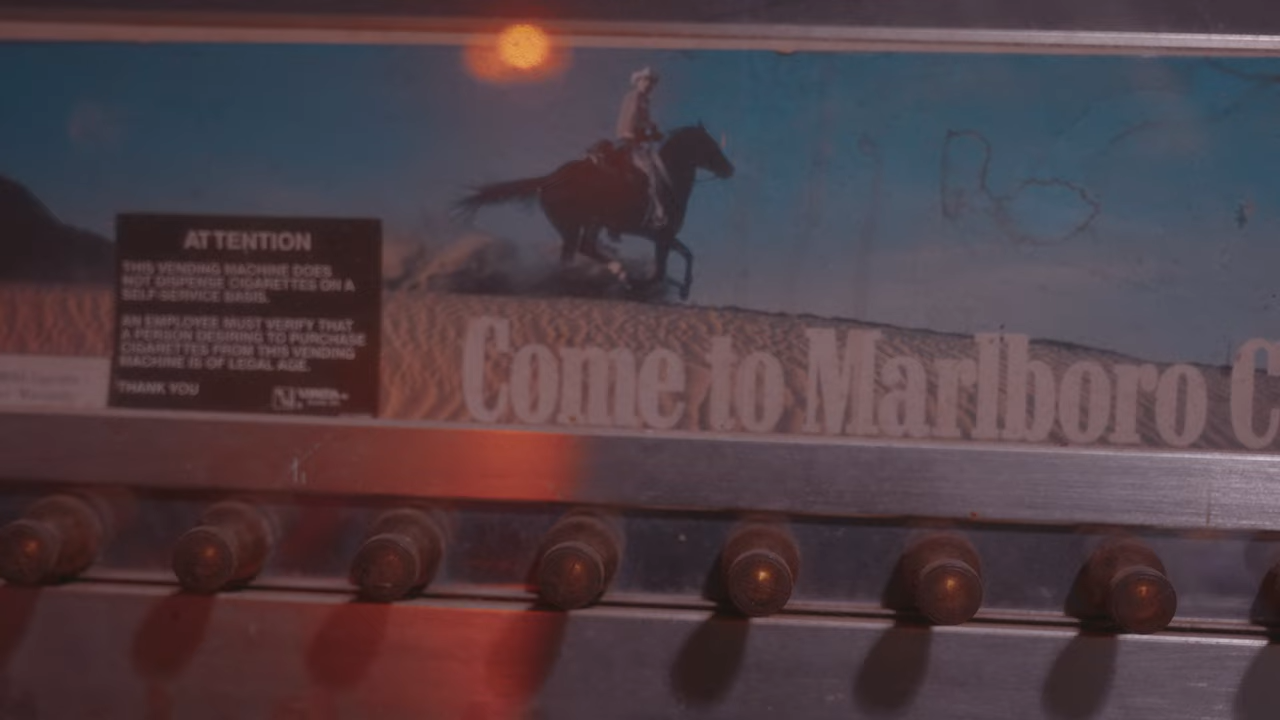 ATTENTION
THIS VENDING MACHINE DOES
NOT DISPENSE CIGARETTES ON A
SELF-SERVICE BASIS.
AN EMPLOYEE MUST VERIFY THAT
A PERSON DESIRING TO PURCHASE
CIGARETTES FROM THIS VENDING
MACHINE IS OF LEGAL AGE.
THANK YOU
Come to Marlboro C